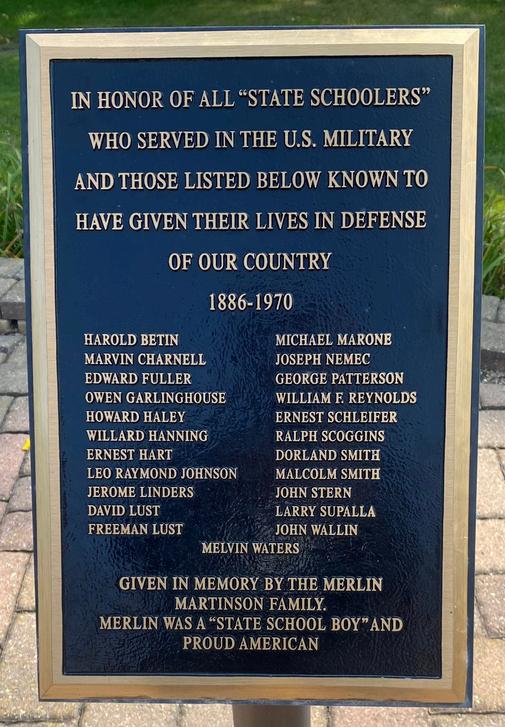 IN HONOR OF ALL “STATE SCHOOLERS”
WHO SERVED IN THE U.S. MILITARY
AND THOSE LISTED BELOW KNOWN TO
HAVE GIVEN THEIR LIVES IN DEFENSE
OF OUR COUNTRY
1886-1970
HAROLD BETIN
MARVIN CHARNELL
EDWARD FULLER
OWEN GARLINGHOUSE
HOWARD HALEY
WILLARD HANNING
ERNEST HART
LEO RAYMOND JOHNSON
JEROME LINDERS
DAVID LUST
FREEMAN LUST
MICHAEL MARONE
JOSEPH NEMEC
GEORGE PATTERSON
WILLIAM F. REYNOLDS
ERNEST SCHLEIFER
RALPH SCOGGINS
DORLAND SMITH
MALCOLM SMITH
JOHN STERN
LARRY SUPALLA
JOHN WALLIN
MELVIN WATERS
GIVEN IN MEMORY BY THE MERLIN
MARTINSON FAMILY.
MERLIN WAS A “STATE SCHOOL BOY” AND
PROUD AMERICAN